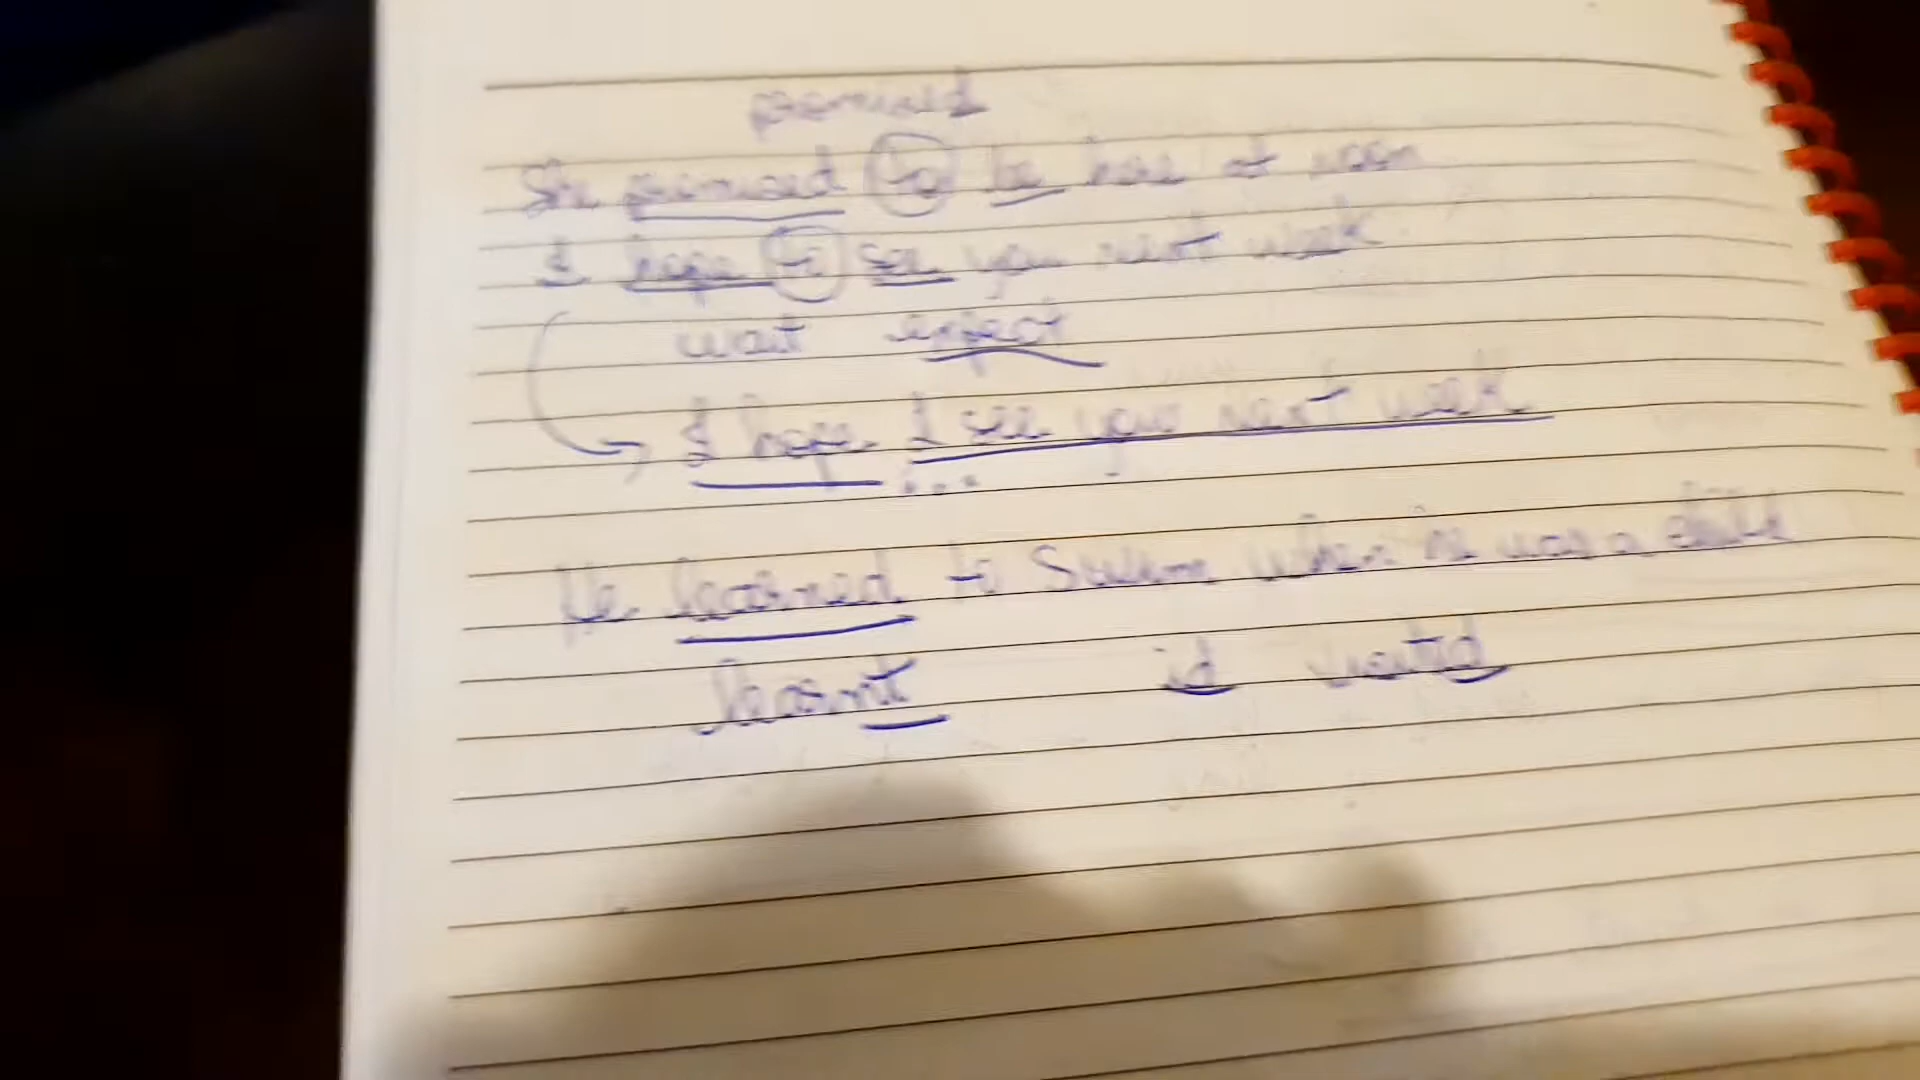 promised
She promised to be here at noon
I hope to see you next week
wait expect
I hope I see you next week
He learned to Swim when he was a child
learnt id